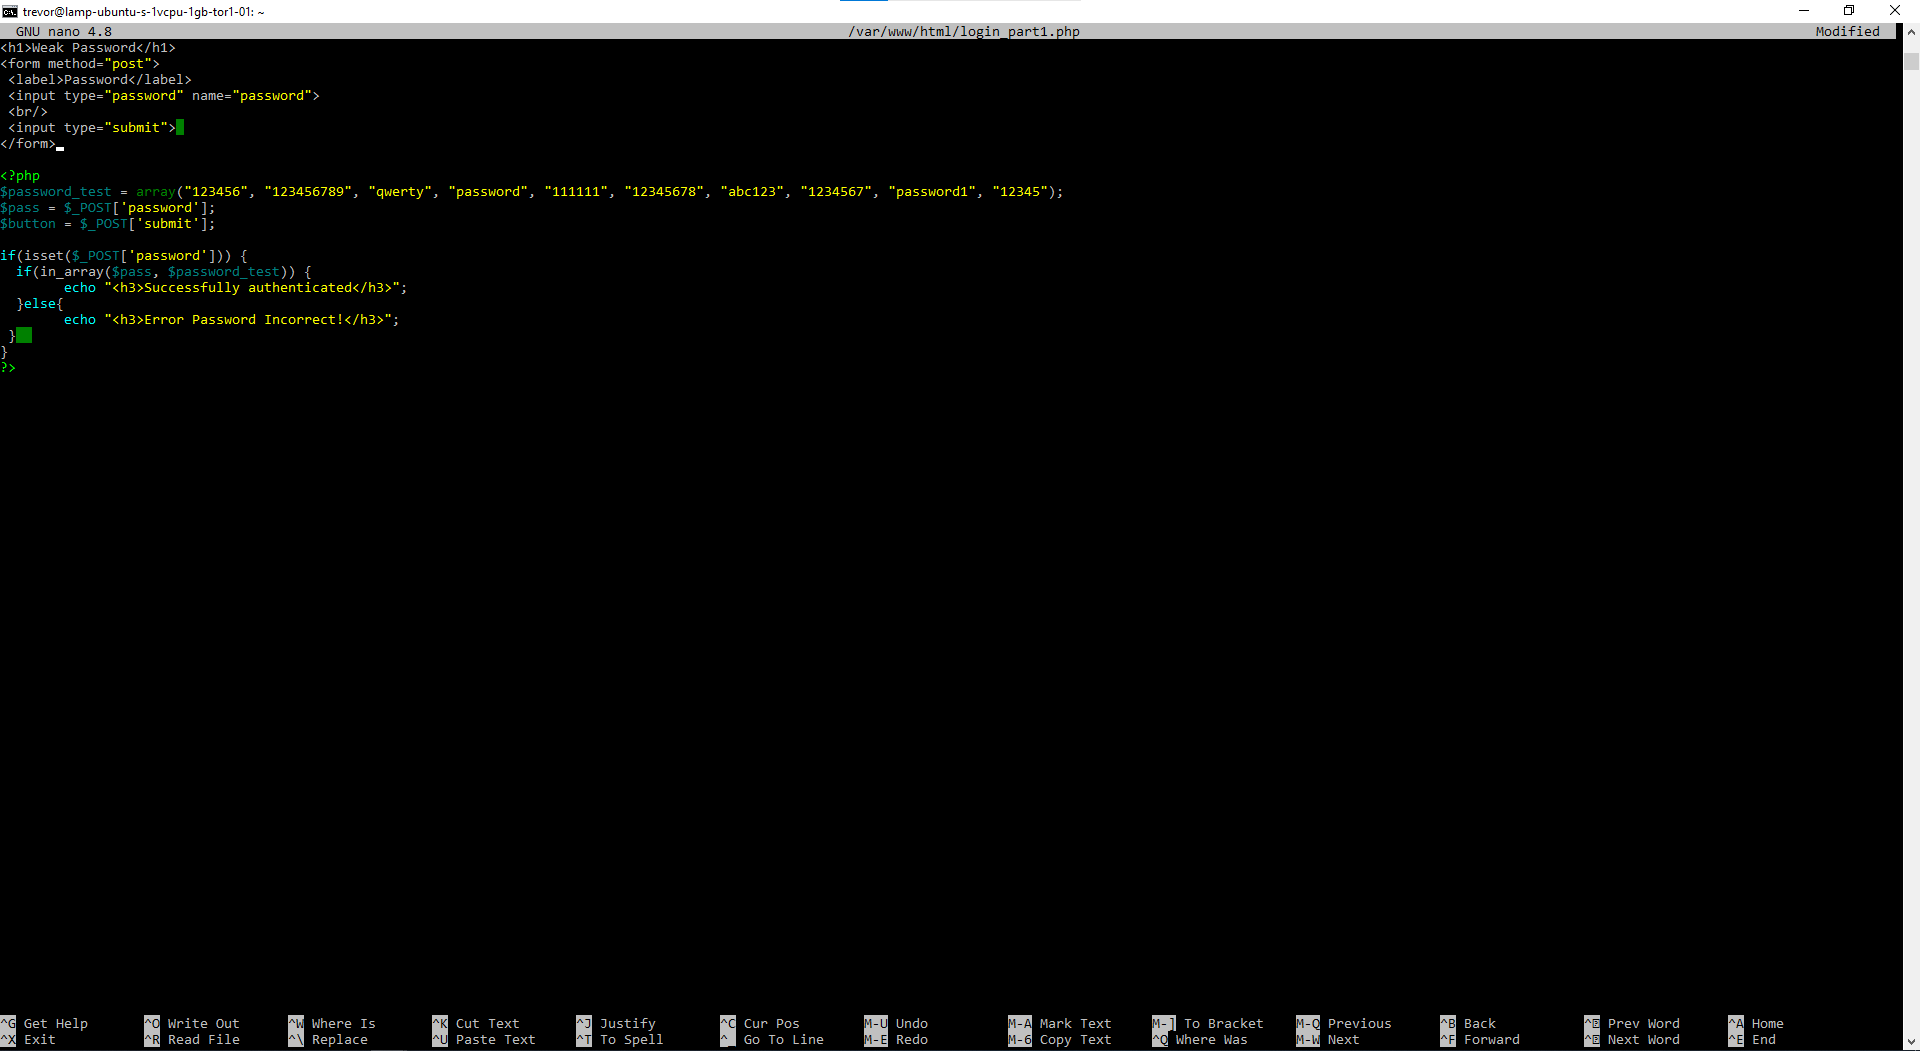 trevor@lamp-ubuntu-s-1vcpu-1gb-tor1-01: ~
GNU nano 4.8 /var/www/html/login_part1.php Modified
<h1>Weak Password</h1>
<form method="post">
 <label>Password</label>
 <input type="password" name="password">
 <br/>
 <input type="submit">
</form>

<?php
$password_test = array("123456", "123456789", "qwerty", "password", "111111", "12345678", "abc123", "1234567", "password1", "12345");
$pass = $_POST['password'];
$button = $_POST['submit'];

if(isset($_POST['password'])) {
  if(in_array($pass, $password_test)) {
        echo "<h3>Successfully authenticated</h3>";
  }else{
        echo "<h3>Error Password Incorrect!</h3>";
 }
}
?>
^G Get Help ^O Write Out ^W Where Is ^K Cut Text ^J Justify ^C Cur Pos M-U Undo M-A Mark Text M-] To Bracket M-Q Previous ^B Back ^ Prev Word ^A Home
^X Exit ^R Read File ^\ Replace ^U Paste Text ^T To Spell ^_ Go To Line M-E Redo M-6 Copy Text ^Q Where Was M-W Next ^F Forward ^ Next Word ^E End